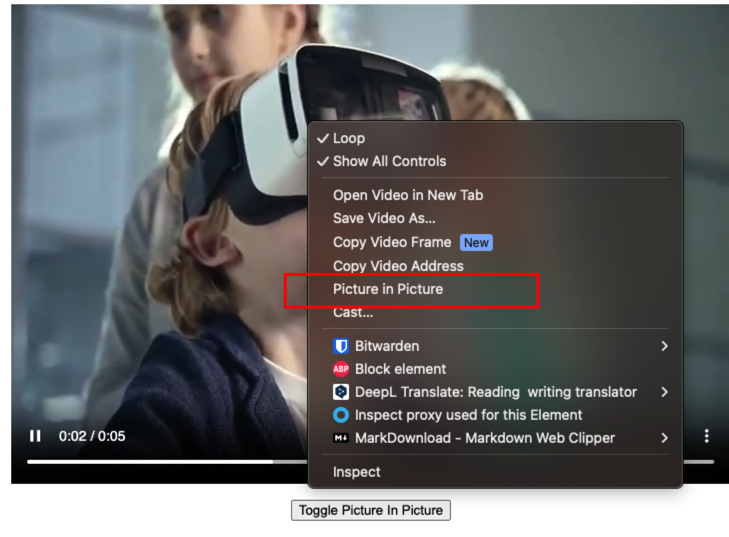 ✓ Loop
✓ Show All Controls
Open Video in New Tab
Save Video As...
Copy Video Frame New
Copy Video Address
Picture in Picture
Cast...
Bitwarden
ABP Block element
DeepL Translate: Reading writing translator
Inspect proxy used for this Element
M↓ MarkDownload - Markdown Web Clipper
0:02 / 0:05
Inspect
Toggle Picture In Picture